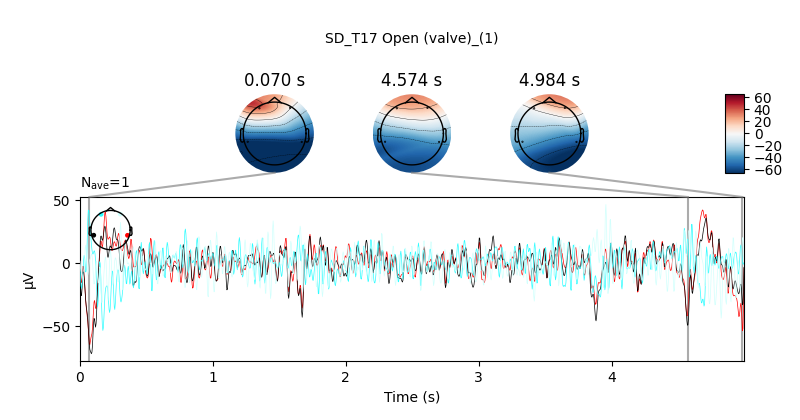 SD_T17 Open (valve)_(1)
0.070 s 4.574 s 4.984 s
60
40
20
0
−20
−40
−60
Nave=1
50
0
−50
µV
0 1 2 3 4
Time (s)